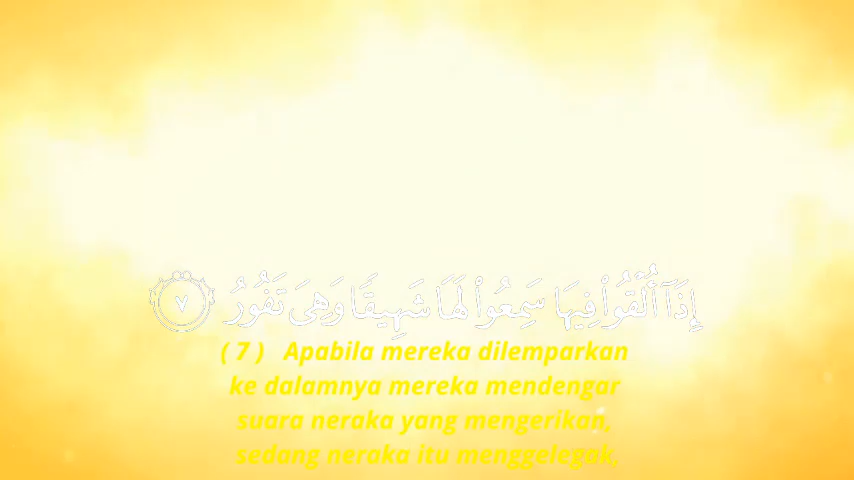 إِذَآ أُلْقُوا۟ فِيهَا سَمِعُوا۟ لَهَا شَهِيقًا وَهِىَ تَفُورُ ٧
( 7 ) Apabila mereka dilemparkan
ke dalamnya mereka mendengar
suara neraka yang mengerikan,
sedang neraka itu menggelegak,